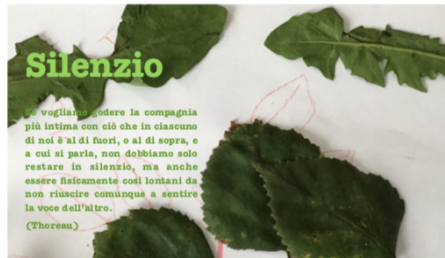 Silenzio
Se vogliamo godere la compagnia
più intima con ciò che in ciascuno
di noi è al di fuori, o al di sopra, e
a cui si parla, non dobbiamo solo
restare in silenzio, ma anche
essere fisicamente così lontani da
non riuscire comunque a sentire
la voce dell'altro.
(Thoreau)